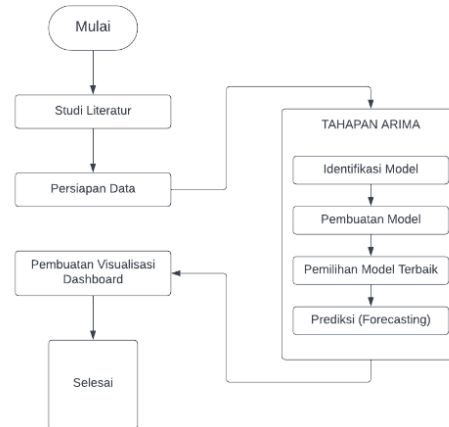 Mulai
Studi Literatur
Persiapan Data
TAHAPAN ARIMA
Identifikasi Model
Pembuatan Model
Pemilihan Model Terbaik
Prediksi (Forecasting)
Pembuatan Visualisasi
Dashboard
Selesai